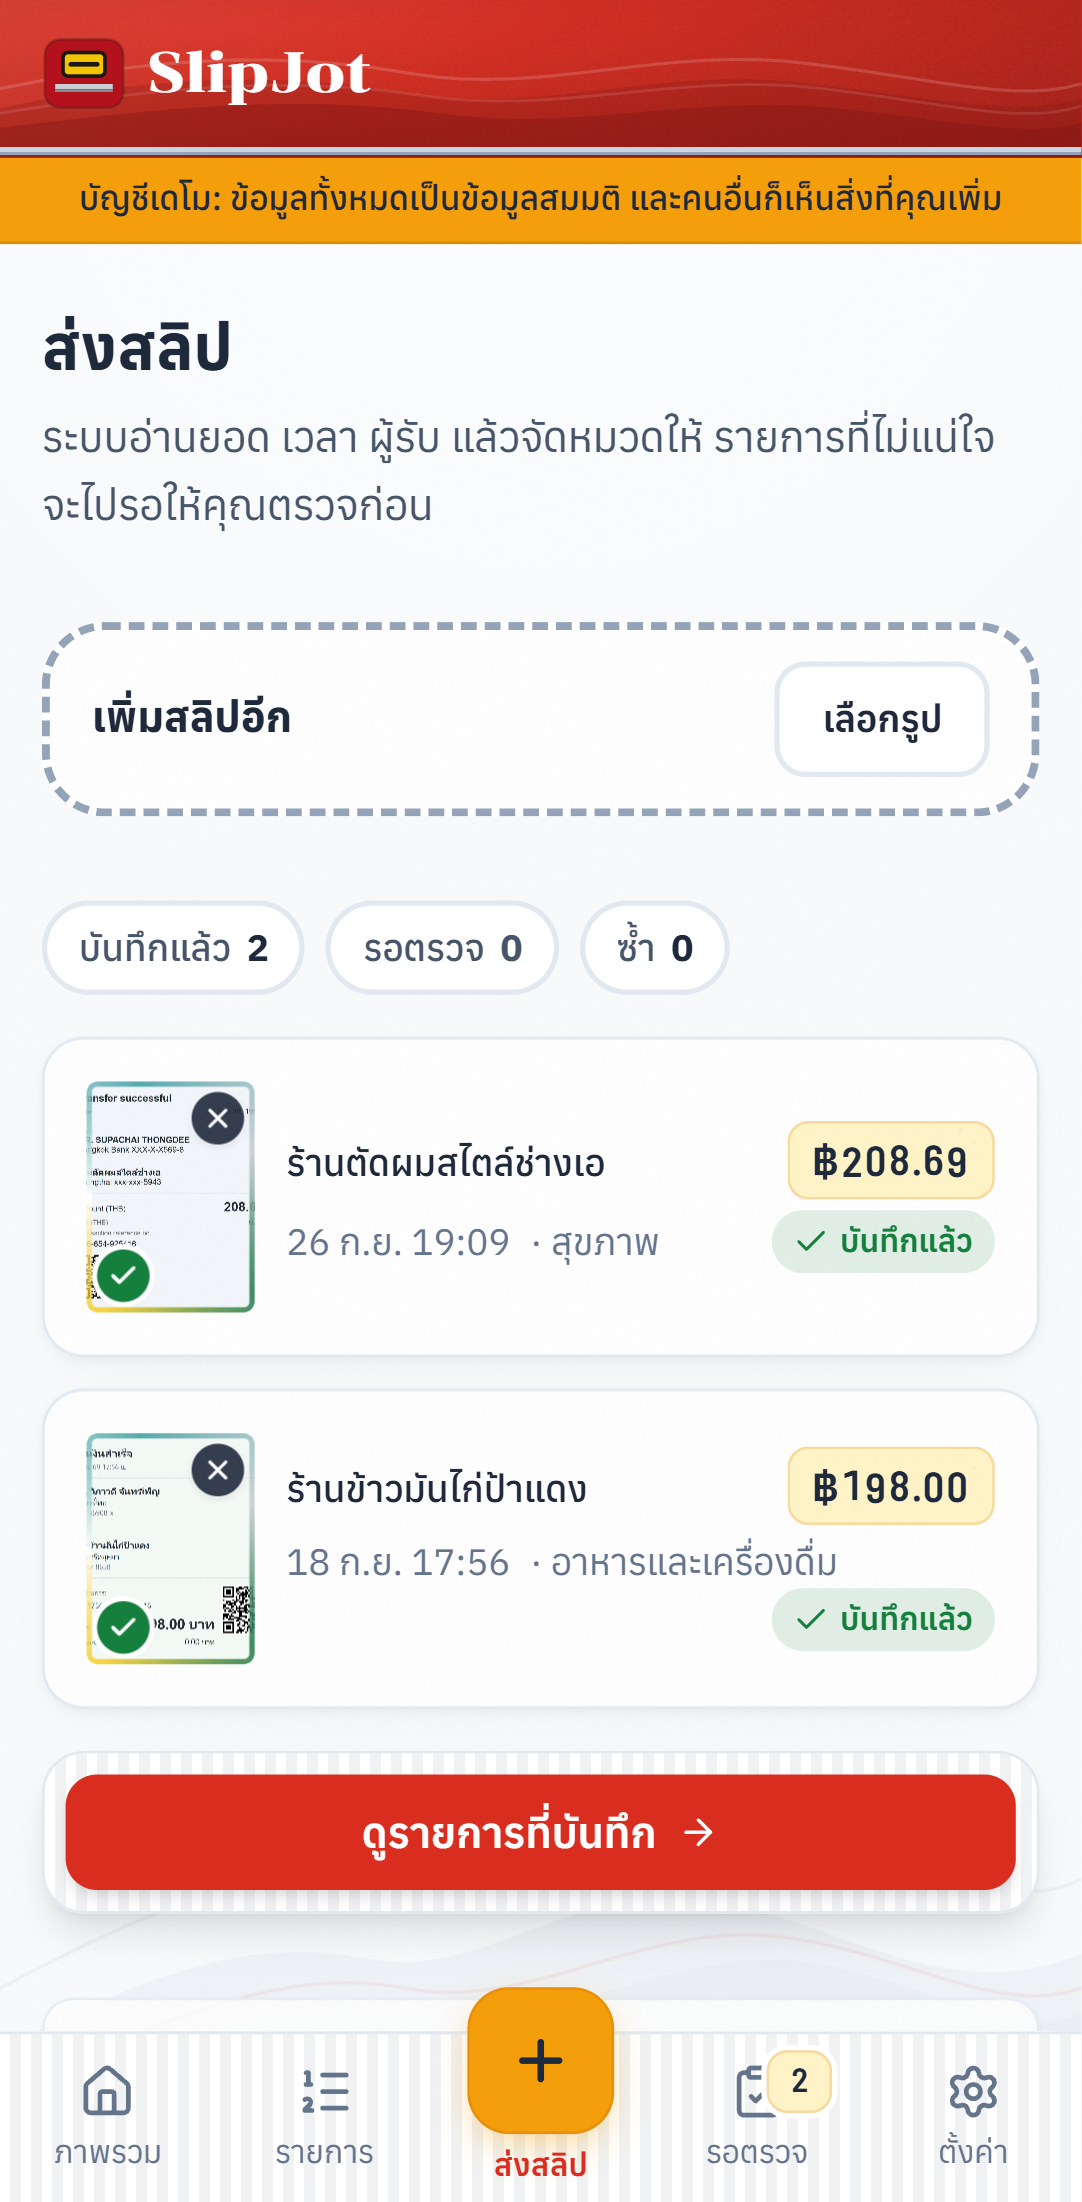 SlipJot
บัญชีเดโม: ข้อมูลทั้งหมดเป็นข้อมูลสมมติ และคนอื่นก็เห็นสิ่งที่คุณเพิ่ม
ส่งสลิป
ระบบอ่านยอด เวลา ผู้รับ แล้วจัดหมวดให้ รายการที่ไม่แน่ใจ
จะไปรอให้คุณตรวจก่อน
เพิ่มสลิปอีก
เลือกรูป
บันทึกแล้ว 2
รอตรวจ 0
ซ้ำ 0
ansfer successful
SUPACHAI THONGDEE
ร้านตัดผมสไตล์ช่างเอ
฿208.69
26 ก.ย. 19:09 · สุขภาพ
บันทึกแล้ว
ร้านข้าวมันไก่ป้าแดง
฿198.00
18 ก.ย. 17:56 · อาหารและเครื่องดื่ม
บันทึกแล้ว
8.00 บาท
ดูรายการที่บันทึก
2
ภาพรวม
รายการ
ส่งสลิป
รอตรวจ
ตั้งค่า